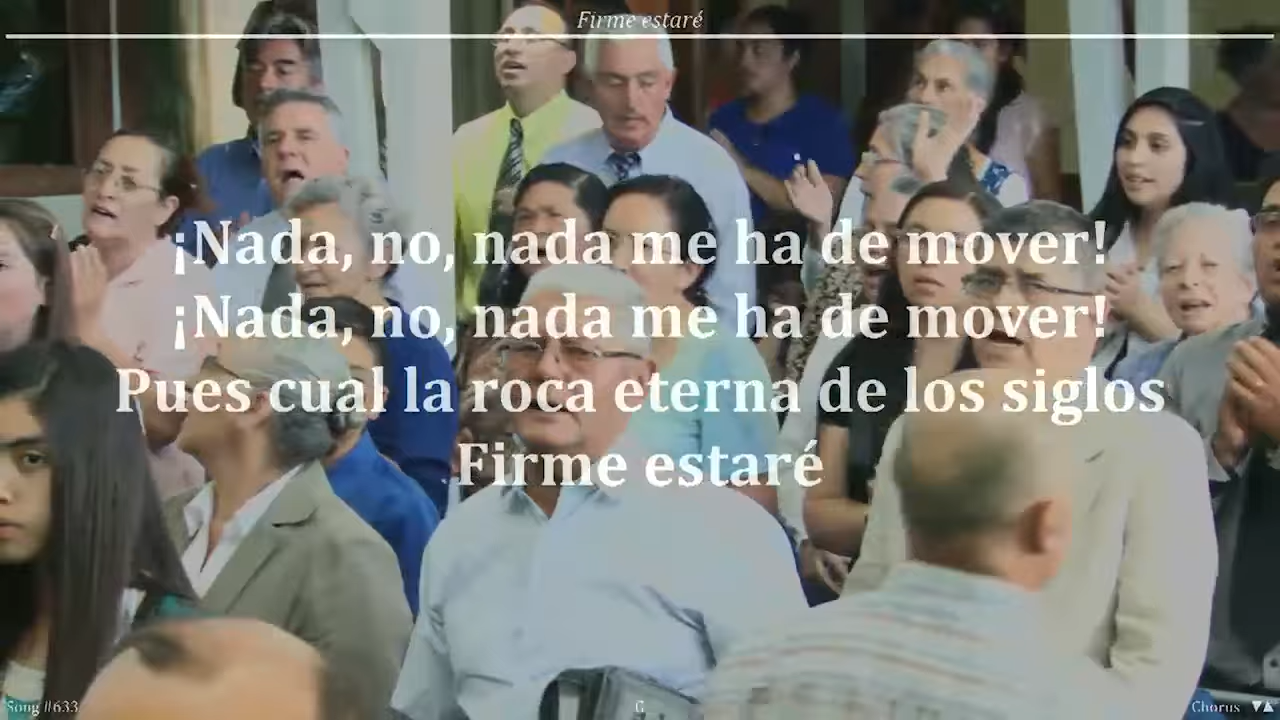 Firme estaré
¡Nada, no, nada me ha de mover!
¡Nada, no, nada me ha de mover!
Pues cual la roca eterna de los siglos
Firme estaré
Song #633
G
Chorus ▼▲